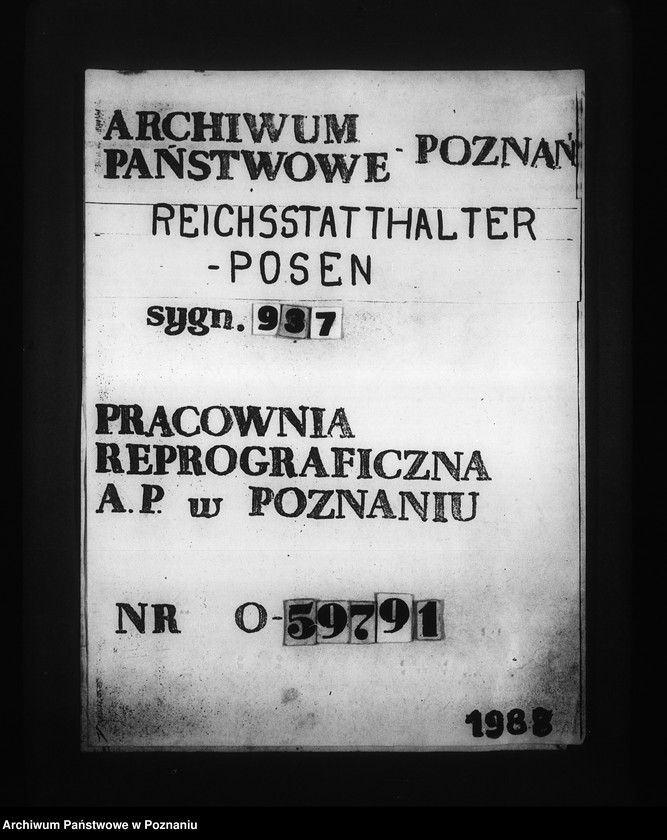 ARCHIWUM
PAŃSTWOWE - POZNAŃ
REICHSSTATTHALTER
-POSEN
sygn. 937
PRACOWNIA
REPROGRAFICZNA
A.P. w POZNANIU
NR O-59791
1988
Archiwum Państwowe w Poznaniu